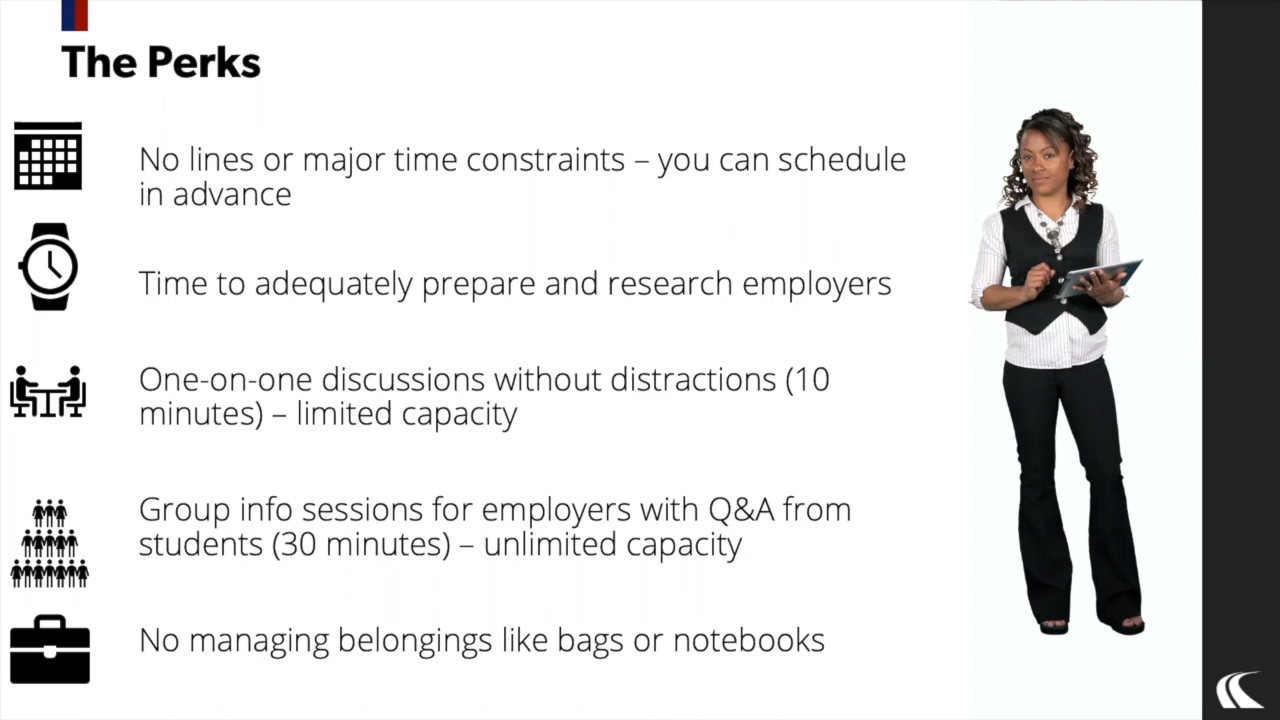 The Perks
No lines or major time constraints – you can schedule
in advance
Time to adequately prepare and research employers
One-on-one discussions without distractions (10
minutes) – limited capacity
Group info sessions for employers with Q&A from
students (30 minutes) – unlimited capacity
No managing belongings like bags or notebooks